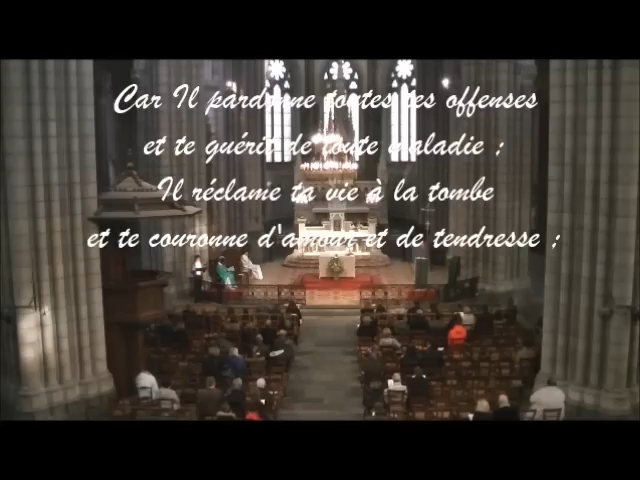 Car Il pardonne toutes tes offenses
et te guérit de toute maladie ;
Il réclame ta vie à la tombe
et te couronne d'amour et de tendresse ;